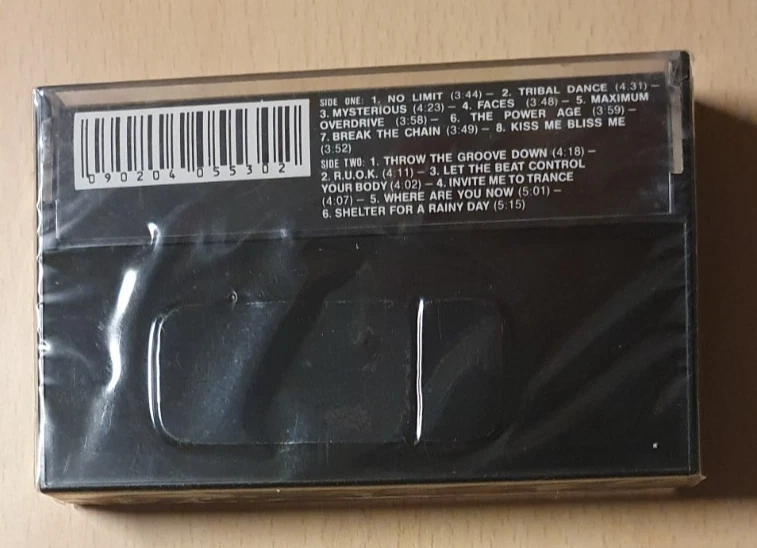 SIDE ONE: 1. NO LIMIT (3:44) – 2. TRIBAL DANCE (4:31) –
3. MYSTERIOUS (4:23) – 4. FACES (3:48) – 5. MAXIMUM
OVERDRIVE (3:58) – 6. THE POWER AGE (3:59) –
7. BREAK THE CHAIN (3:49) – 8. KISS ME BLISS ME
(3:52)
SIDE TWO: 1. THROW THE GROOVE DOWN (4:18) –
2. R.U.O.K. (4:11) – 3. LET THE BEAT CONTROL
YOUR BODY (4:02) – 4. INVITE ME TO TRANCE
(4:07) – 5. WHERE ARE YOU NOW (5:01) –
6. SHELTER FOR A RAINY DAY (5:15)
090204 055302